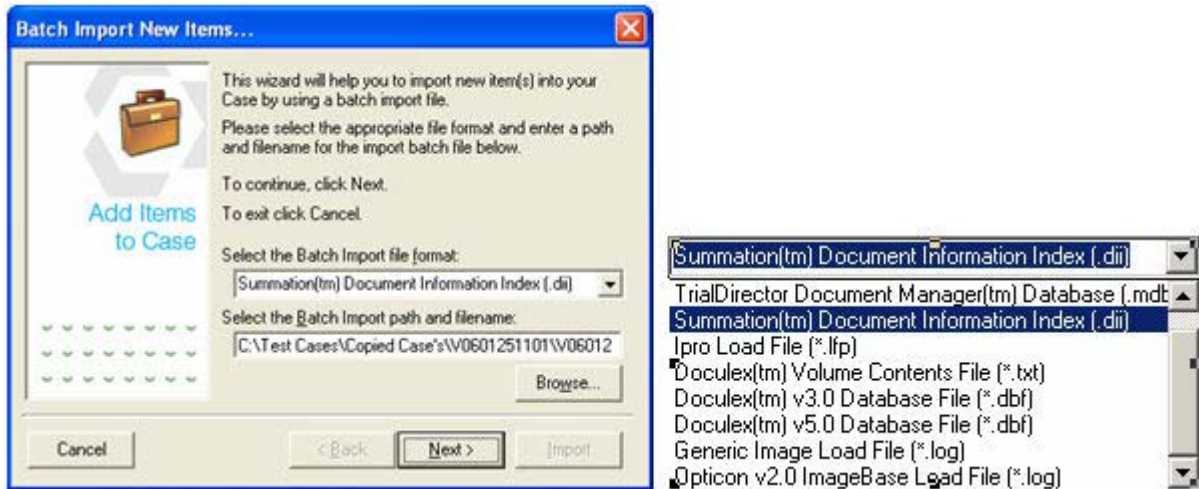 Batch Import New Items...
This wizard will help you to import new item(s) into your
Case by using a batch import file.
Please select the appropriate file format and enter a path
and filename for the import batch file below.
To continue, click Next.
To exit click Cancel.
Add Items
to Case
Select the Batch Import file format:
Summation(tm) Document Information Index (.dii)
Select the Batch Import path and filename:
C:\Test Cases\Copied Case's\V0601251101\V06012
Browse...
Cancel
< Back
Next >
Import
Summation(tm) Document Information Index (.dii)
TrialDirector Document Manager(tm) Database (.mdb
Summation(tm) Document Information Index (.dii)
Ipro Load File (*.lfp)
Doculex(tm) Volume Contents File (*.txt)
Doculex(tm) v3.0 Database File (*.dbf)
Doculex(tm) v5.0 Database File (*.dbf)
Generic Image Load File (*.log)
Opticon v2.0 ImageBase Load File (*.log)